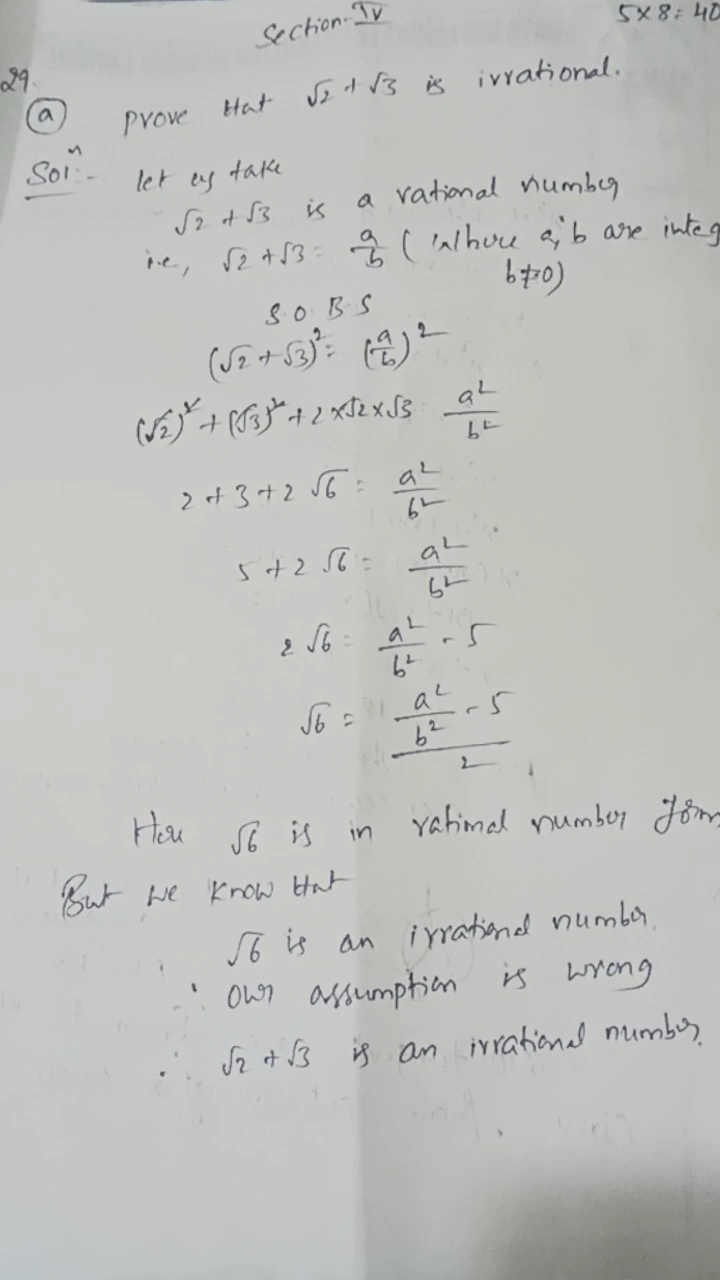 Section-IV 5×8=40
29.
(a) prove that √2 + √3 is irrational.
Solⁿ:- let us take
√2 + √3 is a rational number
i.e, √2 + √3 = a/b ( where a, b are integ
b≠0)
S.O.B.S
(√2 + √3)² = (a/b)²
(√2)² + (√3)² + 2×√2×√3 a²/b²
2 + 3 + 2√6 = a²/b²
5 + 2√6 = a²/b²
2√6 = a²/b² - 5
√6 = (a²/b² - 5)/2
Here √6 is in rational number form
But we know that
√6 is an irrational number.
∴ our assumption is wrong
∴ √2 + √3 is an irrational number.